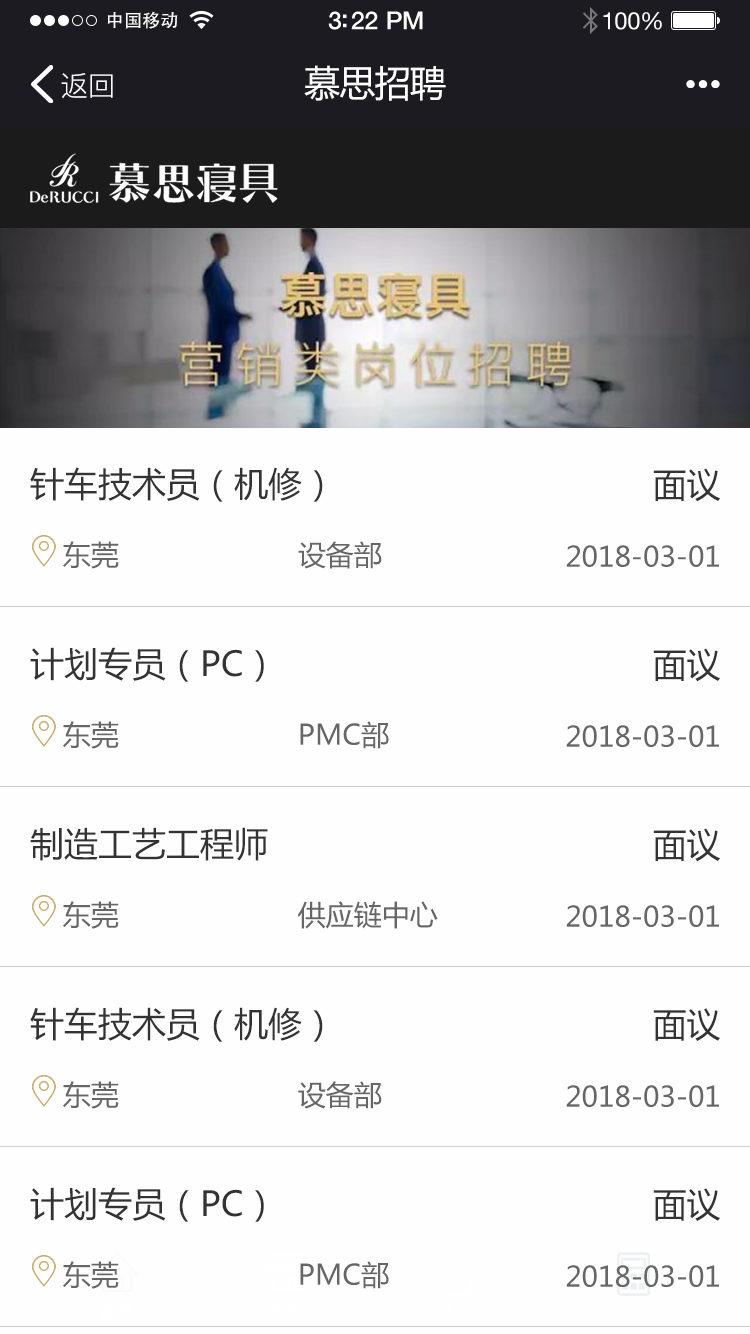 中国移动 3:22 PM 100%
返回 慕思招聘
DeRUCCI 慕思寝具
慕思寝具
营销类岗位招聘
针车技术员（机修） 面议
东莞 设备部 2018-03-01
计划专员（PC） 面议
东莞 PMC部 2018-03-01
制造工艺工程师 面议
东莞 供应链中心 2018-03-01
针车技术员（机修） 面议
东莞 设备部 2018-03-01
计划专员（PC） 面议
东莞 PMC部 2018-03-01